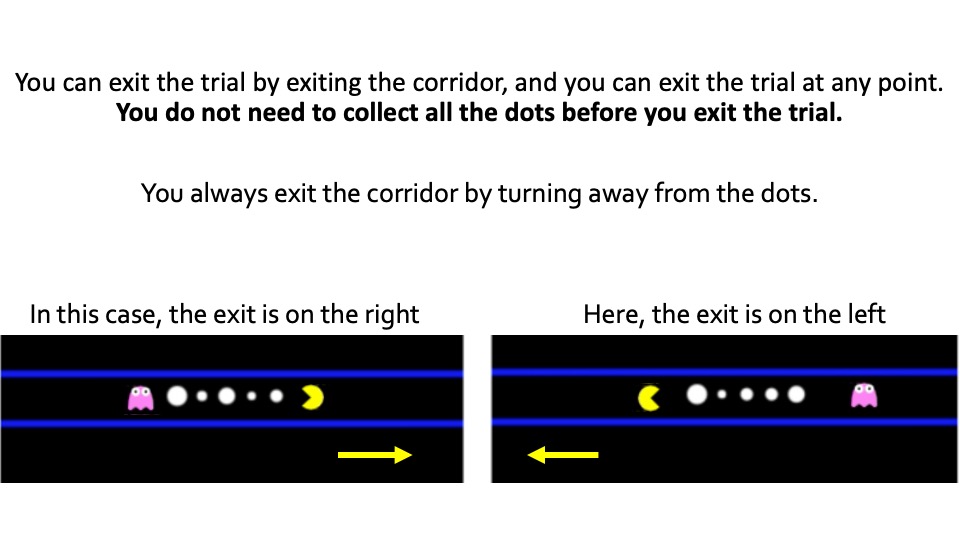 You can exit the trial by exiting the corridor, and you can exit the trial at any point.
You do not need to collect all the dots before you exit the trial.
You always exit the corridor by turning away from the dots.
In this case, the exit is on the right
Here, the exit is on the left